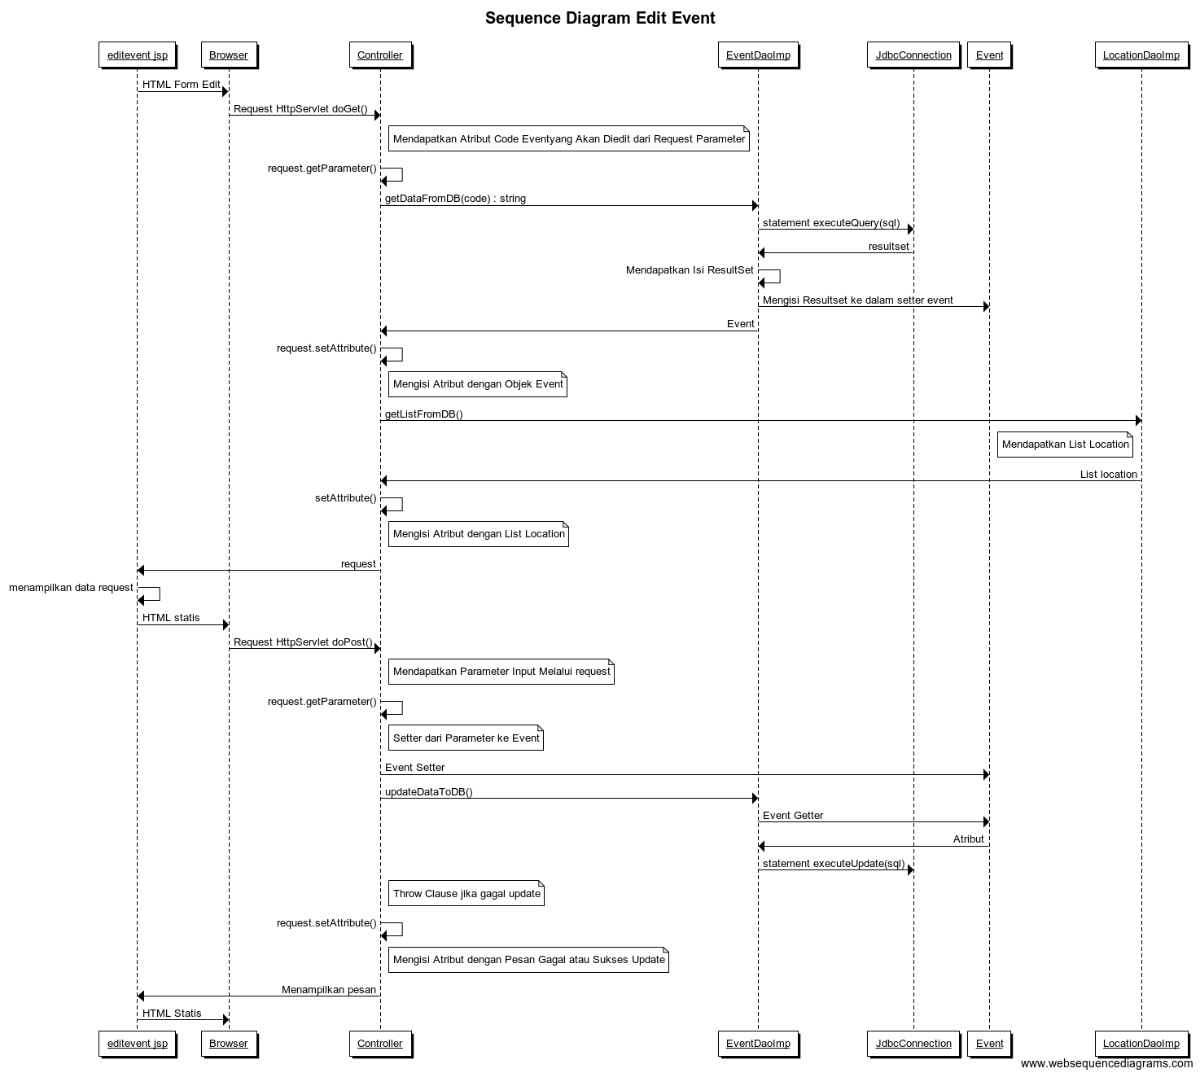 Sequence Diagram Edit Event
editevent.jsp
Browser
Controller
EventDaoImp
JdbcConnection
Event
LocationDaoImp
HTML Form Edit
Request HttpServlet doGet()
Mendapatkan Atribut Code Eventyang Akan Diedit dari Request Parameter
request.getParameter()
getDataFromDB(code) : string
statement executeQuery(sql)
resultset
Mendapatkan Isi ResultSet
Mengisi Resultset ke dalam setter event
Event
request.setAttribute()
Mengisi Atribut dengan Objek Event
getListFromDB()
Mendapatkan List Location
List location
setAttribute()
Mengisi Atribut dengan List Location
request
menampilkan data request
HTML statis
Request HttpServlet doPost()
Mendapatkan Parameter Input Melalui request
request.getParameter()
Setter dari Parameter ke Event
Event Setter
updateDataToDB()
Event Getter
Atribut
statement executeUpdate(sql)
Throw Clause jika gagal update
request.setAttribute()
Mengisi Atribut dengan Pesan Gagal atau Sukses Update
Menampilkan pesan
HTML Statis
editevent.jsp
Browser
Controller
EventDaoImp
JdbcConnection
Event
LocationDaoImp
www.websequencediagrams.com